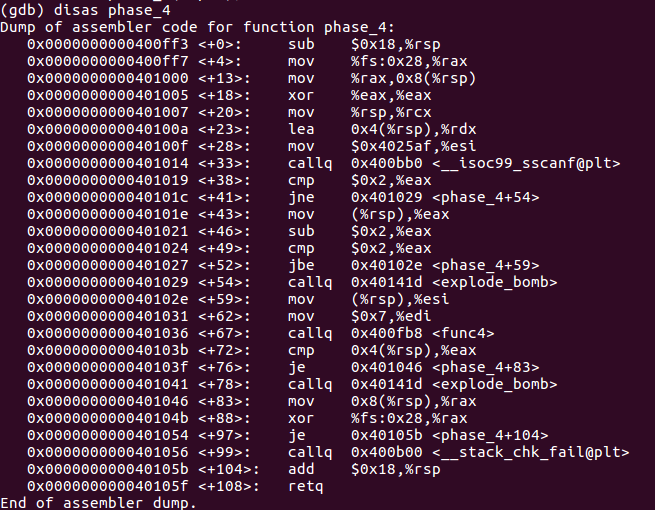 (gdb) disas phase_4
Dump of assembler code for function phase_4:
   0x0000000000400ff3 <+0>:     sub    $0x18,%rsp
   0x0000000000400ff7 <+4>:     mov    %fs:0x28,%rax
   0x0000000000401000 <+13>:    mov    %rax,0x8(%rsp)
   0x0000000000401005 <+18>:    xor    %eax,%eax
   0x0000000000401007 <+20>:    mov    %rsp,%rcx
   0x000000000040100a <+23>:    lea    0x4(%rsp),%rdx
   0x000000000040100f <+28>:    mov    $0x4025af,%esi
   0x0000000000401014 <+33>:    callq  0x400bb0 <__isoc99_sscanf@plt>
   0x0000000000401019 <+38>:    cmp    $0x2,%eax
   0x000000000040101c <+41>:    jne    0x401029 <phase_4+54>
   0x000000000040101e <+43>:    mov    (%rsp),%eax
   0x0000000000401021 <+46>:    sub    $0x2,%eax
   0x0000000000401024 <+49>:    cmp    $0x2,%eax
   0x0000000000401027 <+52>:    jbe    0x40102e <phase_4+59>
   0x0000000000401029 <+54>:    callq  0x40141d <explode_bomb>
   0x000000000040102e <+59>:    mov    (%rsp),%esi
   0x0000000000401031 <+62>:    mov    $0x7,%edi
   0x0000000000401036 <+67>:    callq  0x400fb8 <func4>
   0x000000000040103b <+72>:    cmp    0x4(%rsp),%eax
   0x000000000040103f <+76>:    je     0x401046 <phase_4+83>
   0x0000000000401041 <+78>:    callq  0x40141d <explode_bomb>
   0x0000000000401046 <+83>:    mov    0x8(%rsp),%rax
   0x000000000040104b <+88>:    xor    %fs:0x28,%rax
   0x0000000000401054 <+97>:    je     0x40105b <phase_4+104>
   0x0000000000401056 <+99>:    callq  0x400b00 <__stack_chk_fail@plt>
   0x000000000040105b <+104>:   add    $0x18,%rsp
   0x000000000040105f <+108>:   retq
End of assembler dump.